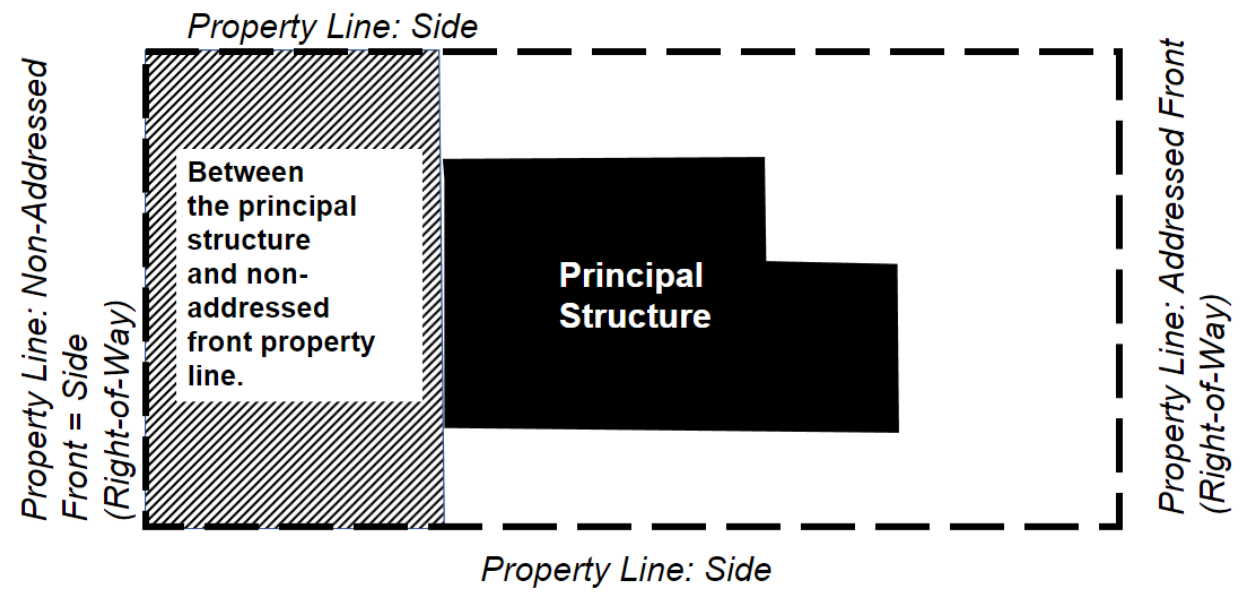 Property Line: Side
Property Line: Non-Addressed
Front = Side
(Right-of-Way)
Between
the principal
structure
and non-
addressed
front property
line.
Principal
Structure
Property Line: Addressed Front
(Right-of-Way)
Property Line: Side